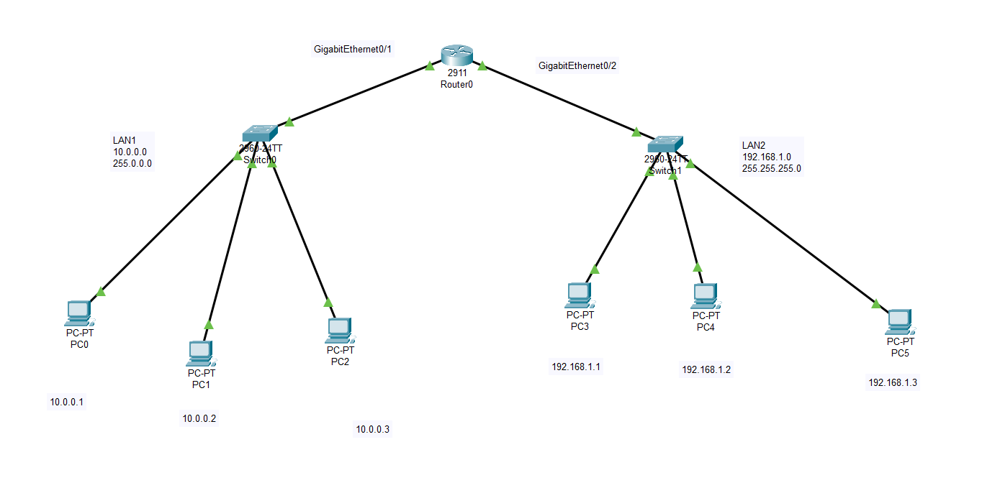 GigabitEthernet0/1
2911
Router0
GigabitEthernet0/2
LAN1
10.0.0.0
255.0.0.0
2960-24TT
Switch0
2960-24TT
Switch1
LAN2
192.168.1.0
255.255.255.0
PC-PT
PC0
PC-PT
PC1
PC-PT
PC2
PC-PT
PC3
PC-PT
PC4
PC-PT
PC5
10.0.0.1
10.0.0.2
10.0.0.3
192.168.1.1
192.168.1.2
192.168.1.3